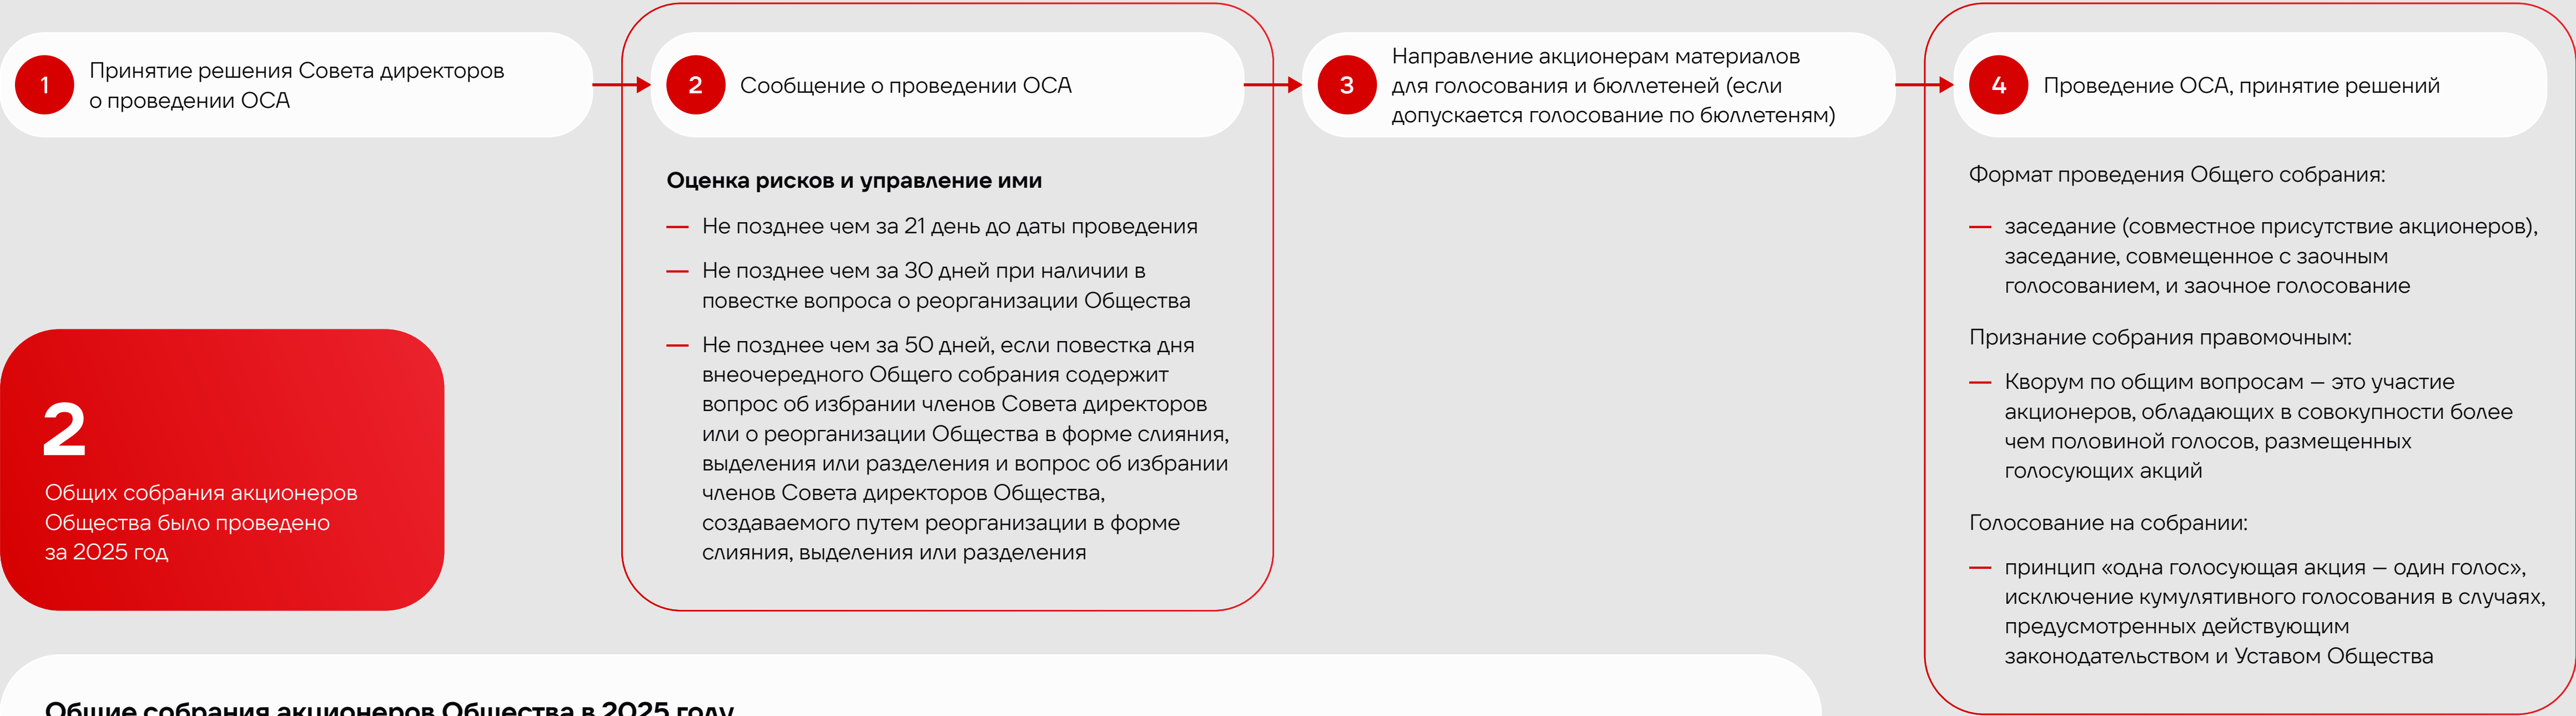 1
Принятие решения Совета директоров
о проведении ОСА
2
Сообщение о проведении ОСА
Оценка рисков и управление ими
— Не позднее чем за 21 день до даты проведения
— Не позднее чем за 30 дней при наличии в
повестке вопроса о реорганизации Общества
— Не позднее чем за 50 дней, если повестка дня
внеочередного Общего собрания содержит
вопрос об избрании членов Совета директоров
или о реорганизации Общества в форме слияния,
выделения или разделения и вопрос об избрании
членов Совета директоров Общества,
создаваемого путем реорганизации в форме
слияния, выделения или разделения
3
Направление акционерам материалов
для голосования и бюллетеней (если
допускается голосование по бюллетеням)
4
Проведение ОСА, принятие решений
Формат проведения Общего собрания:
— заседание (совместное присутствие акционеров),
заседание, совмещенное с заочным
голосованием, и заочное голосование
Признание собрания правомочным:
— Кворум по общим вопросам – это участие
акционеров, обладающих в совокупности более
чем половиной голосов, размещенных
голосующих акций
Голосование на собрании:
— принцип «одна голосующая акция – один голос»,
исключение кумулятивного голосования в случаях,
предусмотренных действующим
законодательством и Уставом Общества
2
Общих собрания акционеров
Общества было проведено
за 2025 год
Общие собрания акционеров Общества в 2025 году